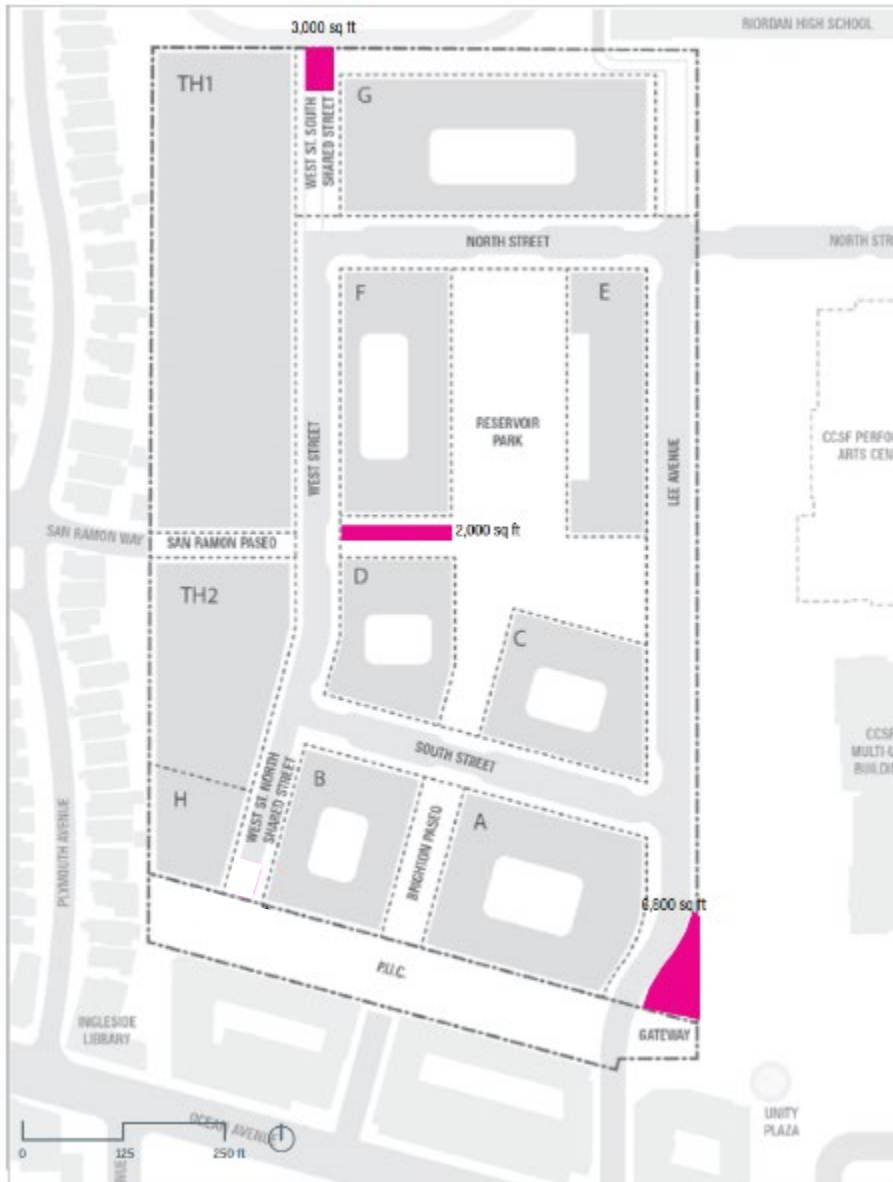 3,000 sq ft
RIORDAN HIGH SCHOOL
TH1
G
WEST ST. SOUTH
SHARED STREET
NORTH STREET
NORTH STR
F
E
RESERVOIR
PARK
WEST STREET
LEE AVENUE
CCSF PERFO
ARTS CEN
SAN RAMON WAY
SAN RAMON PASEO
2,000 sq ft
TH2
D
C
SOUTH STREET
CCSF
MULTI-U
BUILDIN
WEST ST. NORTH
SHARED STREET
H
B
A
BRIGHTON PASEO
PLYMOUTH AVENUE
6,800 sq ft
P.U.C.
GATEWAY
INGLESIDE
LIBRARY
OCEAN AVENUE
UNITY
PLAZA
0
125
250 ft
NUE